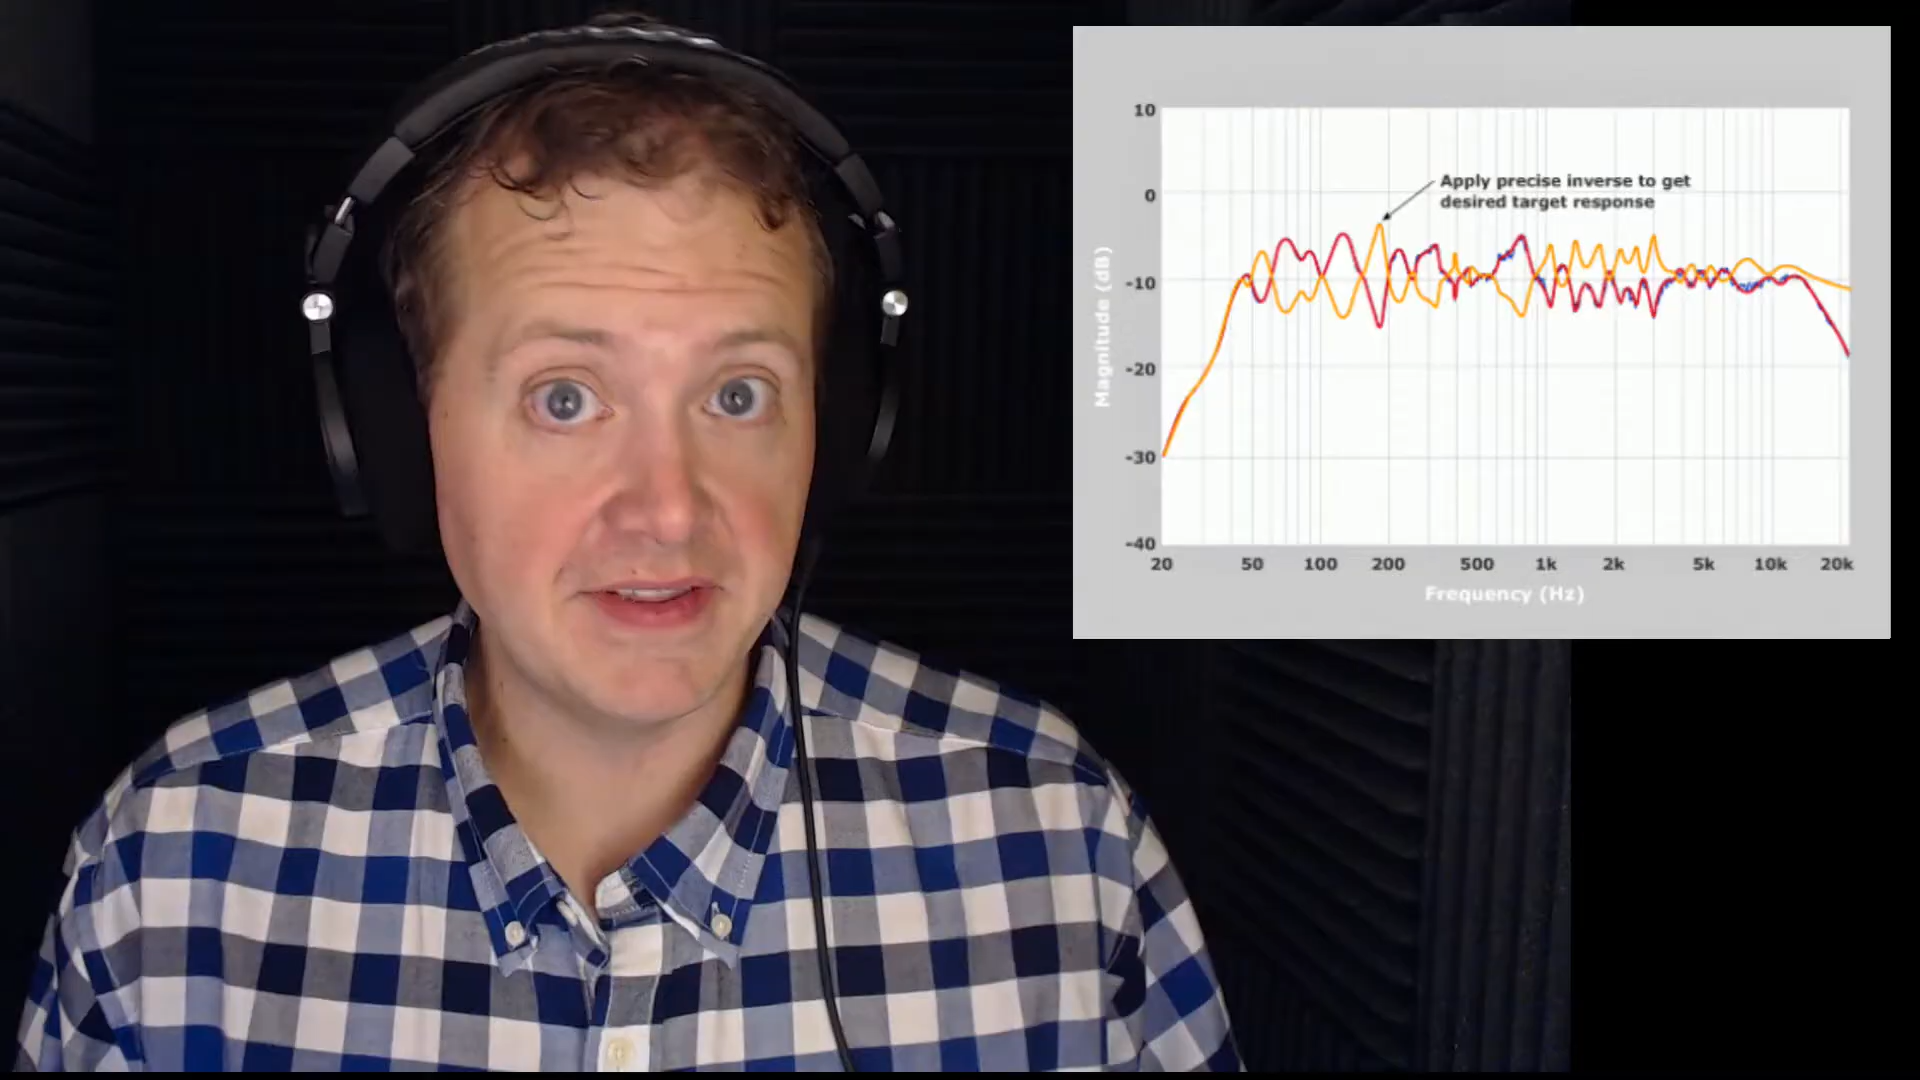 10
0
-10
-20
-30
-40
Magnitude (dB)
Apply precise inverse to get
desired target response
20 50 100 200 500 1k 2k 5k 10k 20k
Frequency (Hz)